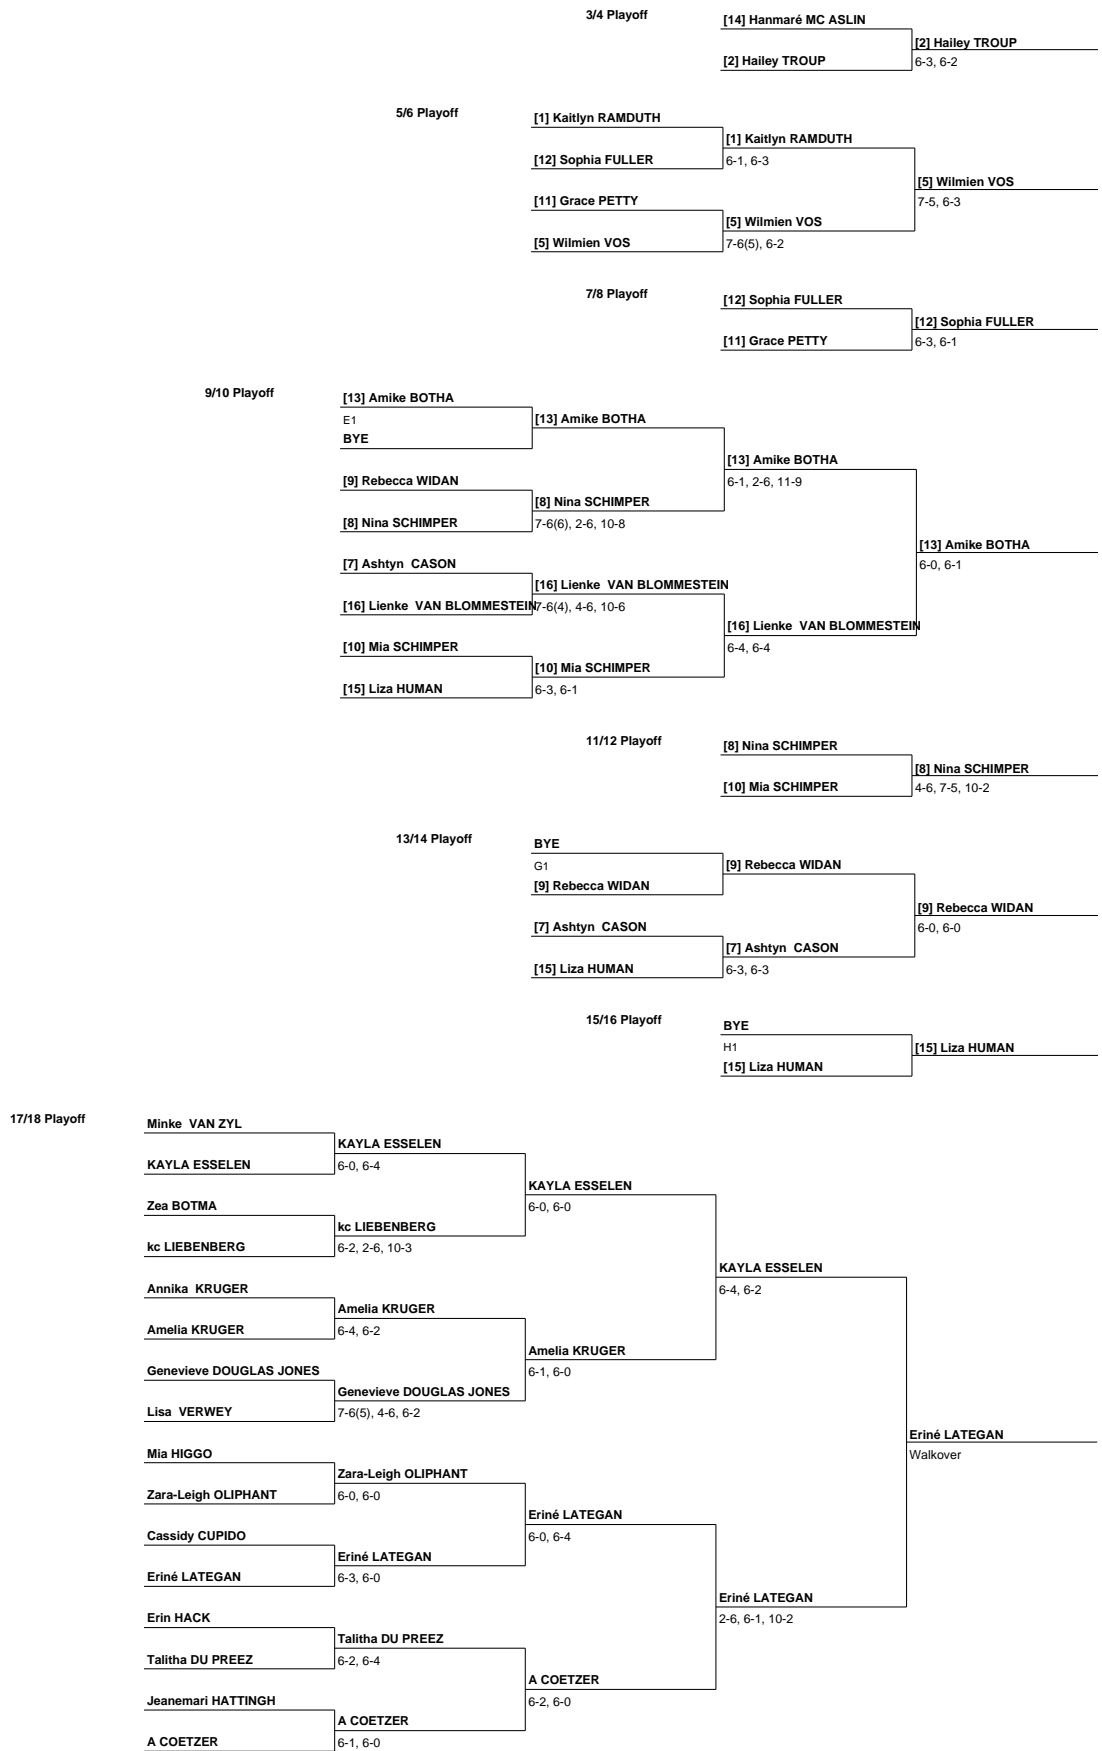 3/4 Playoff
[14] Hanmaré MC ASLIN
[2] Hailey TROUP
[2] Hailey TROUP
6-3, 6-2
5/6 Playoff
[1] Kaitlyn RAMDUTH
[1] Kaitlyn RAMDUTH
[12] Sophia FULLER
6-1, 6-3
[5] Wilmien VOS
[11] Grace PETTY
7-5, 6-3
[5] Wilmien VOS
[5] Wilmien VOS
7-6(5), 6-2
7/8 Playoff
[12] Sophia FULLER
[12] Sophia FULLER
[11] Grace PETTY
6-3, 6-1
9/10 Playoff
[13] Amike BOTHA
E1
[13] Amike BOTHA
BYE
[13] Amike BOTHA
[9] Rebecca WIDAN
6-1, 2-6, 11-9
[8] Nina SCHIMPER
[8] Nina SCHIMPER
7-6(6), 2-6, 10-8
[13] Amike BOTHA
[7] Ashtyn  CASON
6-0, 6-1
[16] Lienke  VAN BLOMMESTEIN
[16] Lienke  VAN BLOMMESTEIN
7-6(4), 4-6, 10-6
[16] Lienke  VAN BLOMMESTEIN
[10] Mia SCHIMPER
6-4, 6-4
[10] Mia SCHIMPER
[15] Liza HUMAN
6-3, 6-1
11/12 Playoff
[8] Nina SCHIMPER
[8] Nina SCHIMPER
[10] Mia SCHIMPER
4-6, 7-5, 10-2
13/14 Playoff
BYE
G1
[9] Rebecca WIDAN
[9] Rebecca WIDAN
[9] Rebecca WIDAN
[7] Ashtyn  CASON
6-0, 6-0
[7] Ashtyn  CASON
[15] Liza HUMAN
6-3, 6-3
15/16 Playoff
BYE
H1
[15] Liza HUMAN
[15] Liza HUMAN
17/18 Playoff
Minke  VAN ZYL
KAYLA ESSELEN
KAYLA ESSELEN
6-0, 6-4
KAYLA ESSELEN
Zea BOTMA
6-0, 6-0
kc LIEBENBERG
kc LIEBENBERG
6-2, 2-6, 10-3
KAYLA ESSELEN
Annika  KRUGER
6-4, 6-2
Amelia KRUGER
Amelia KRUGER
6-4, 6-2
Amelia KRUGER
Genevieve DOUGLAS JONES
6-1, 6-0
Genevieve DOUGLAS JONES
Lisa  VERWEY
7-6(5), 4-6, 6-2
Eriné LATEGAN
Mia HIGGO
Walkover
Zara-Leigh OLIPHANT
Zara-Leigh OLIPHANT
6-0, 6-0
Eriné LATEGAN
Cassidy CUPIDO
6-0, 6-4
Eriné LATEGAN
Eriné LATEGAN
6-3, 6-0
Eriné LATEGAN
Erin HACK
2-6, 6-1, 10-2
Talitha DU PREEZ
Talitha DU PREEZ
6-2, 6-4
A COETZER
Jeanemari HATTINGH
6-2, 6-0
A COETZER
A COETZER
6-1, 6-0